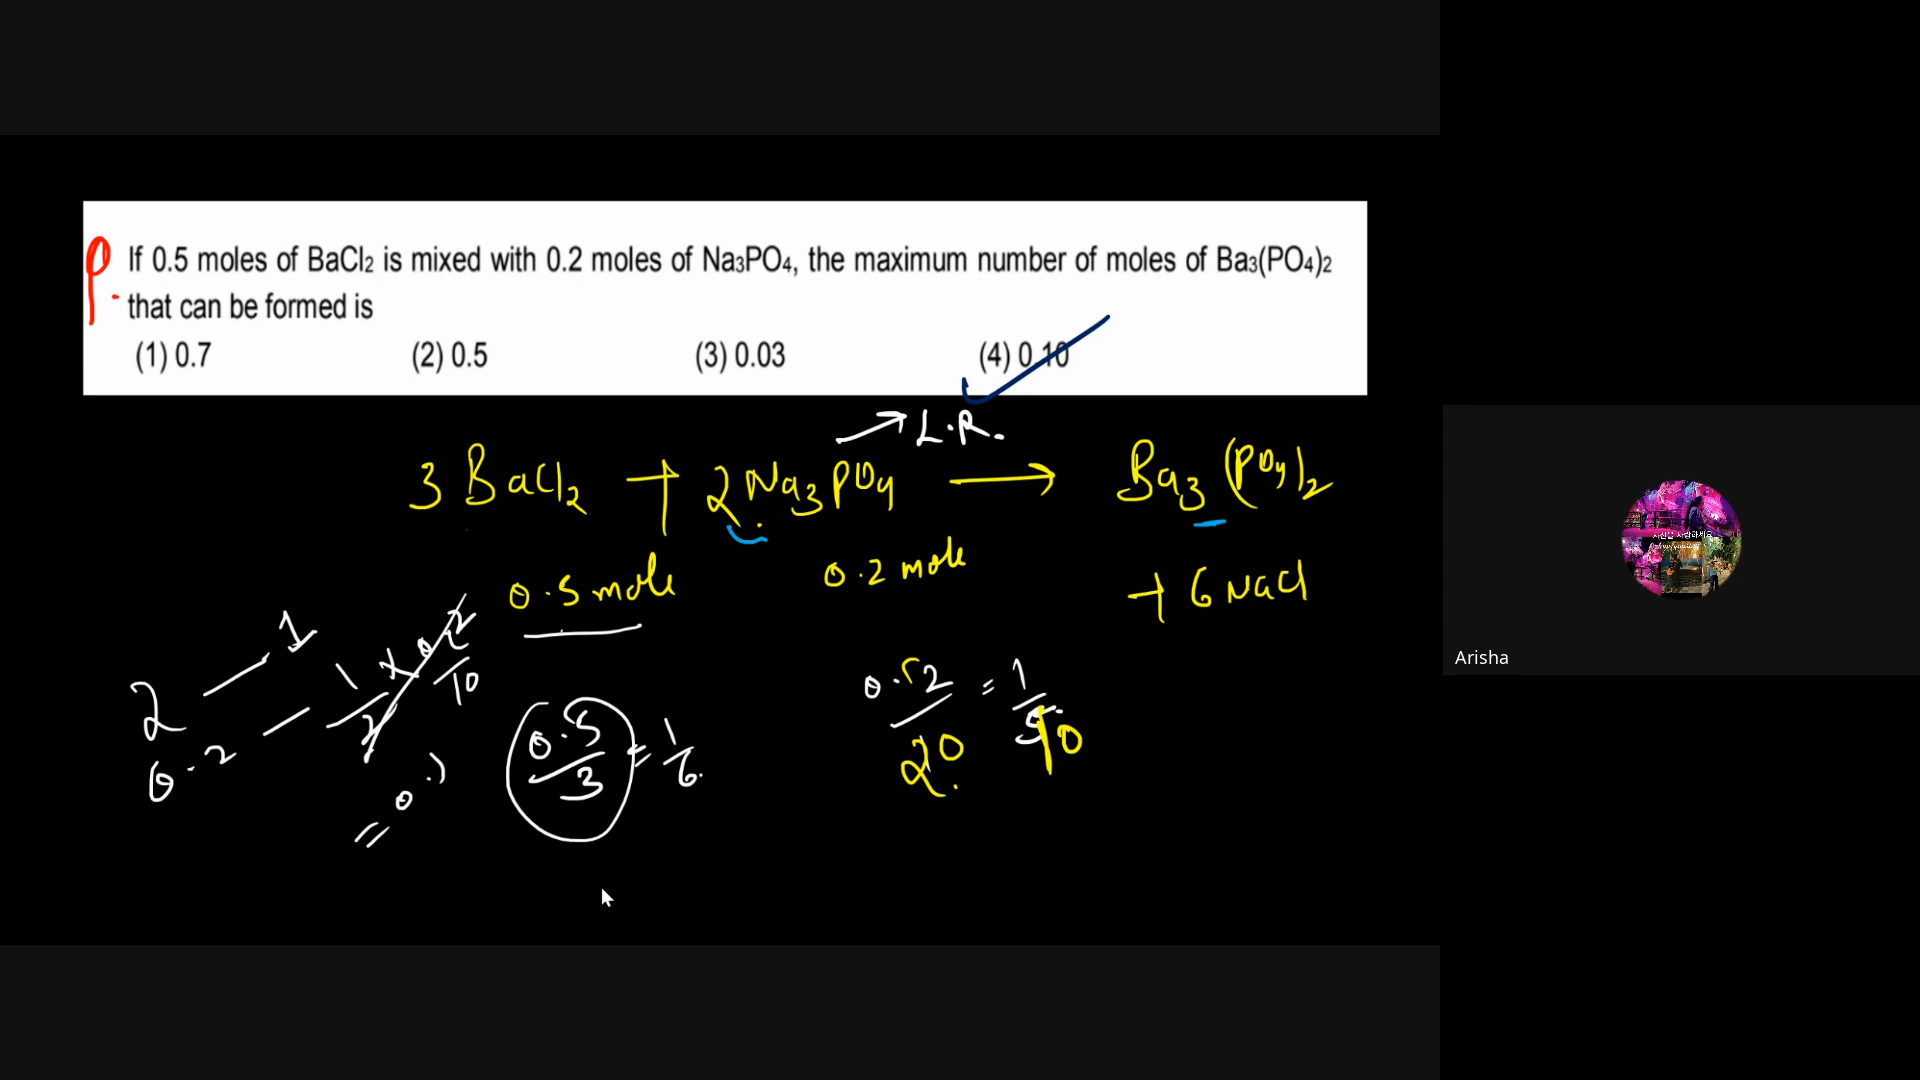 If 0.5 moles of BaCl2 is mixed with 0.2 moles of Na3PO4, the maximum number of moles of Ba3(PO4)2
that can be formed is
(1) 0.7 (2) 0.5 (3) 0.03 (4) 0.10
→ L.R.
3 BaCl2 + 2Na3PO4 → Ba3(PO4)2
0.5 mole 0.2 mole + 6 NaCl
2 — 1
0.2 — 1/2 × 0.2/10
= 0.1
0.5/3 = 1/6
0.2/2 = 1/10
Arisha